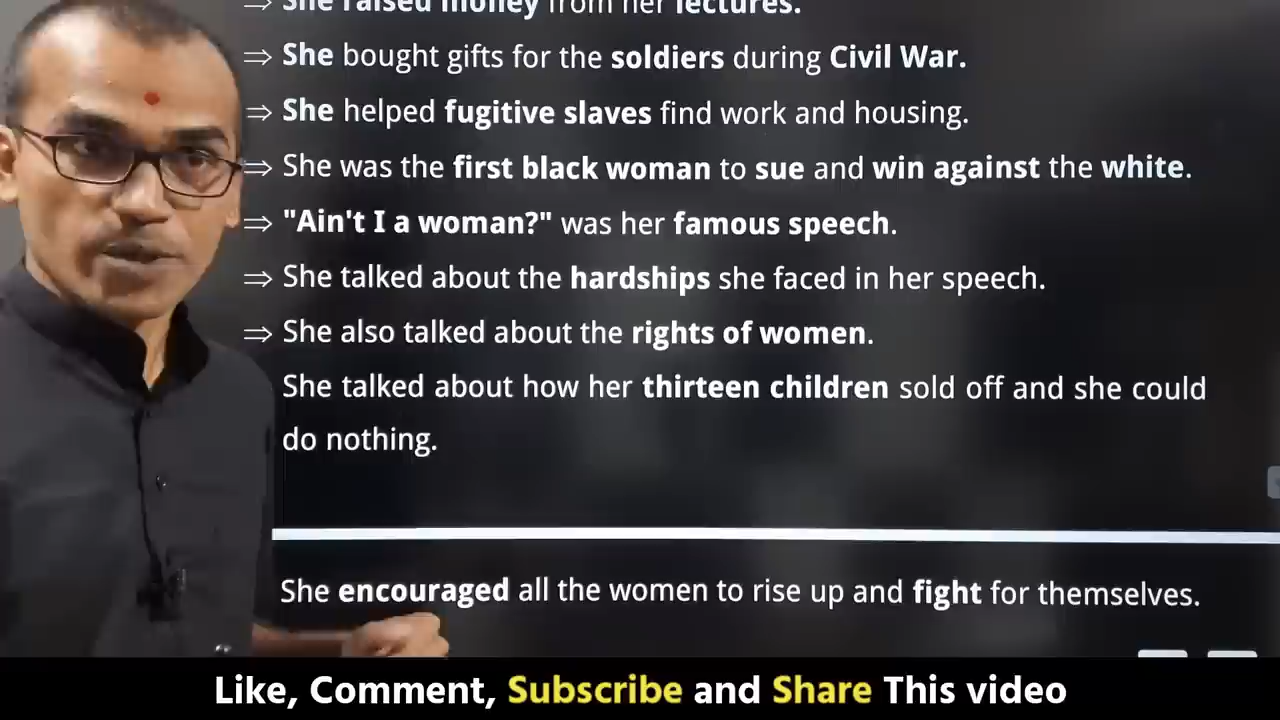 ⇒ She raised money from her lectures.
⇒ She bought gifts for the soldiers during Civil War.
⇒ She helped fugitive slaves find work and housing.
⇒ She was the first black woman to sue and win against the white.
⇒ "Ain't I a woman?" was her famous speech.
⇒ She talked about the hardships she faced in her speech.
⇒ She also talked about the rights of women.
She talked about how her thirteen children sold off and she could
do nothing.
She encouraged all the women to rise up and fight for themselves.
Like, Comment, Subscribe and Share This video